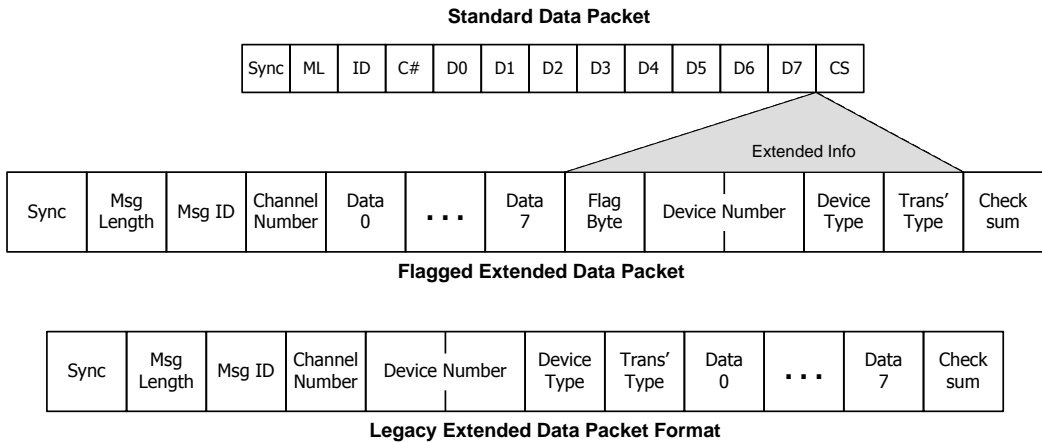 Standard Data Packet
Sync ML ID C# D0 D1 D2 D3 D4 D5 D6 D7 CS
Extended Info
Sync Msg Length Msg ID Channel Number Data 0 ... Data 7 Flag Byte Device Number Device Type Trans' Type Check sum
Flagged Extended Data Packet
Sync Msg Length Msg ID Channel Number Device Number Device Type Trans' Type Data 0 ... Data 7 Check sum
Legacy Extended Data Packet Format